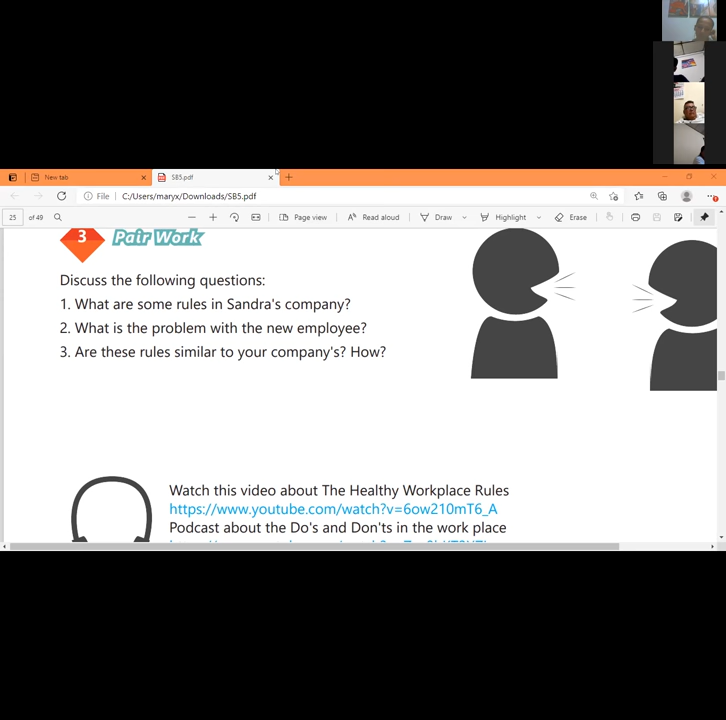 New tab
SB5.pdf
File C:/Users/maryx/Downloads/SB5.pdf
25 of 49 Page view Read aloud Draw Highlight Erase
3 Pair Work
Discuss the following questions:
1. What are some rules in Sandra's company?
2. What is the problem with the new employee?
3. Are these rules similar to your company's? How?
Watch this video about The Healthy Workplace Rules
https://www.youtube.com/watch?v=6ow210mT6_A
Podcast about the Do's and Don'ts in the work place